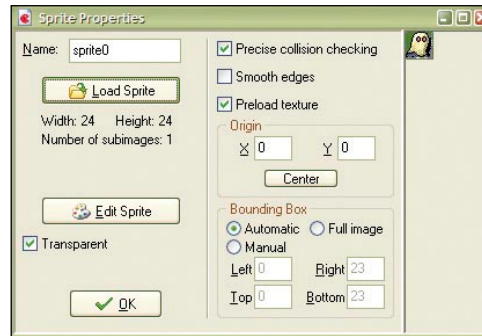 Sprite Properties
Name: sprite0
Load Sprite
Width: 24 Height: 24
Number of subimages: 1
Edit Sprite
Transparent
OK
Precise collision checking
Smooth edges
Preload texture
Origin
X 0 Y 0
Center
Bounding Box
Automatic Full image
Manual
Left 0 Right 23
Top 0 Bottom 23